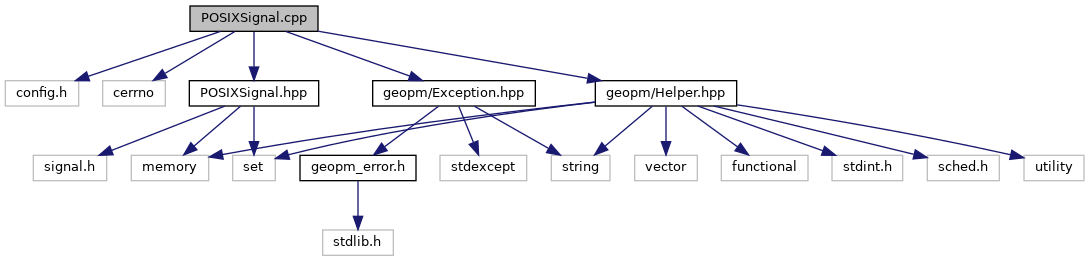 POSIXSignal.cpp
config.h
cerrno
POSIXSignal.hpp
geopm/Exception.hpp
geopm/Helper.hpp
signal.h
memory
set
geopm_error.h
stdexcept
string
vector
functional
stdint.h
sched.h
utility
stdlib.h